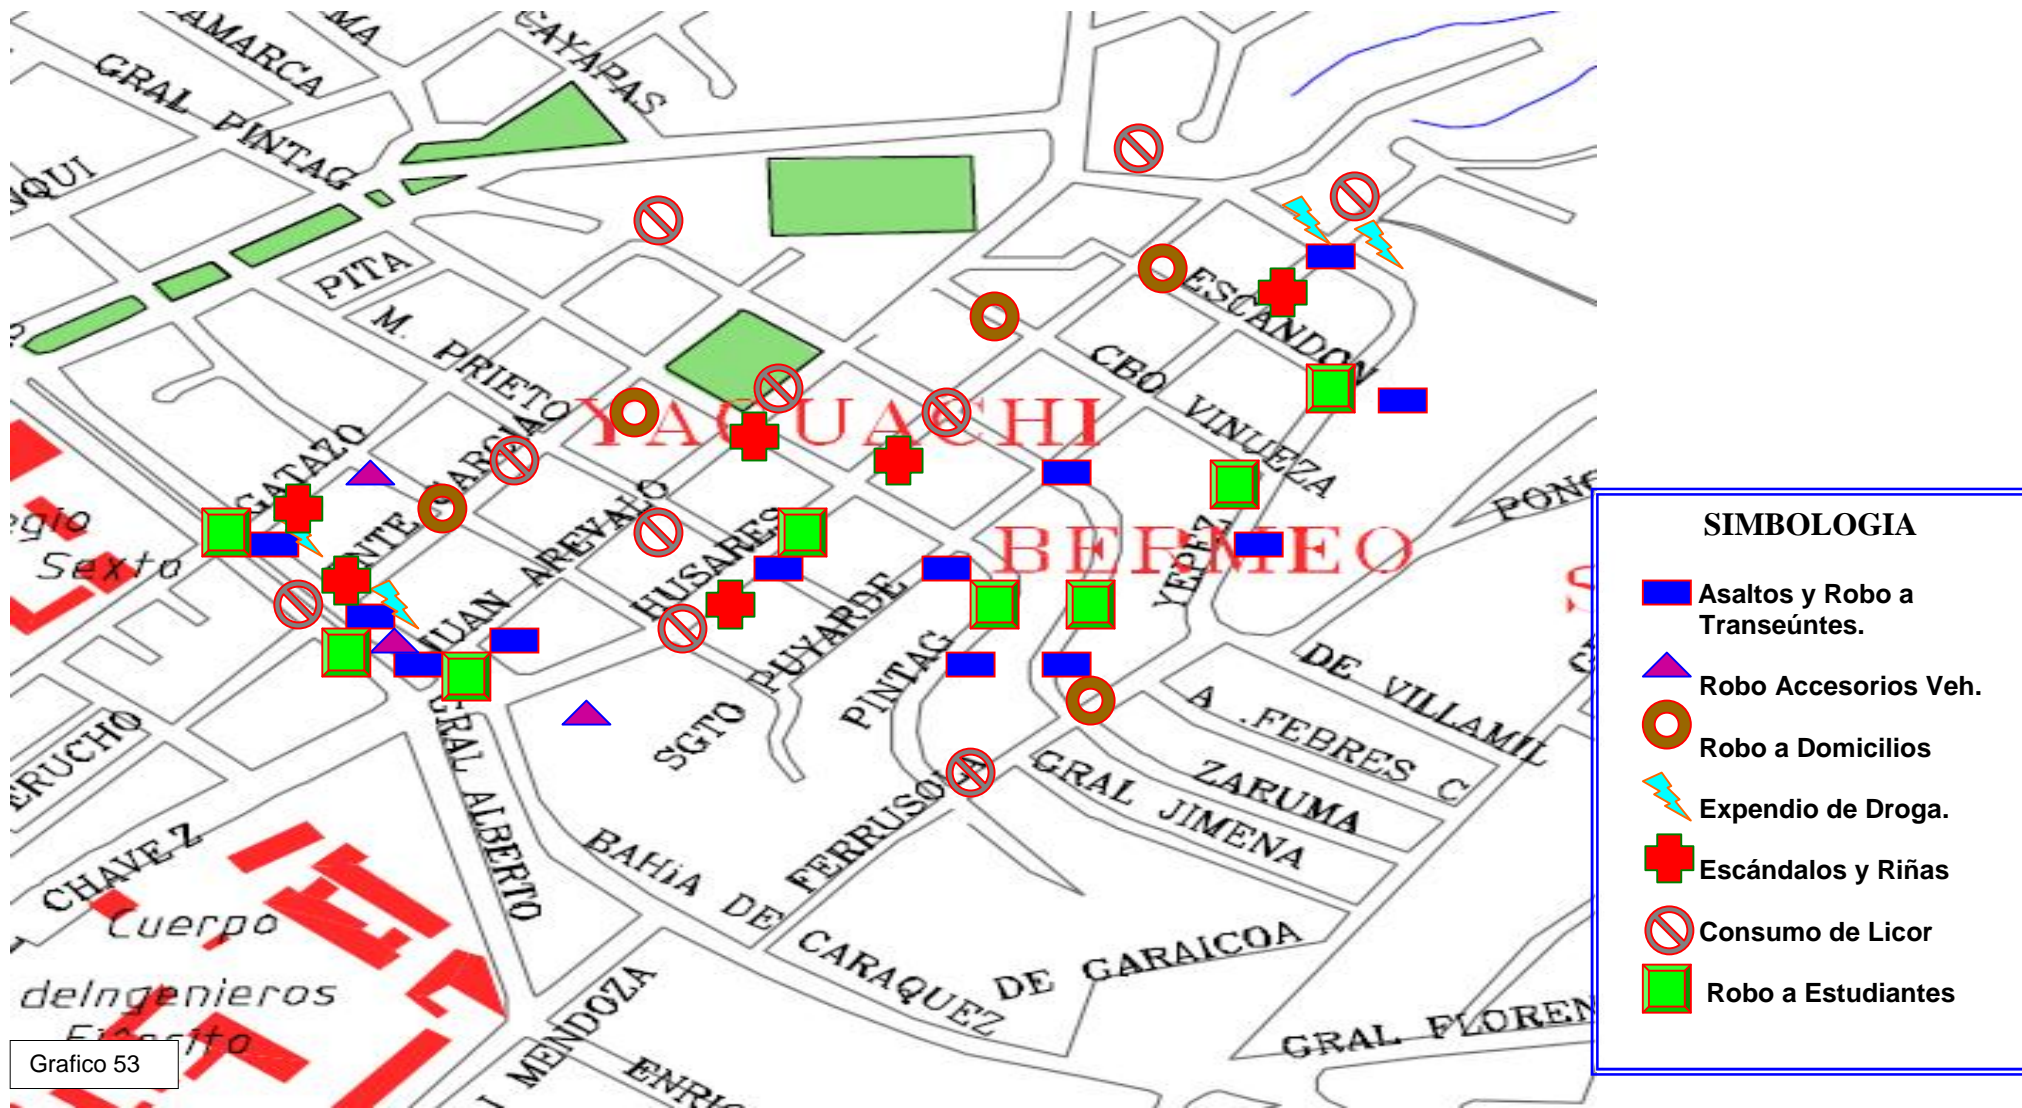 CAYAPAS
GRAL PINTAG
PITA
M. PRIETO
ESCANDON
CBO VINUEZA
YAGUACHI
GATAZO
JUAN AREVALO
HUSARES
BERMEO
YEPEZ
Sexto
PUYARDE
SGTO
PINTAG
DE VILLAMIL
A .FEBRES C
ZARUMA
GRAL JIMENA
GRAL ALBERTO
FERRUSOLA
BAHiA DE
CARAQUEZ
DE GARAICOA
CHAVEZ
Cuerpo
deIngenieros
MENDOZA
GRAL FLOREN
Grafico 53
SIMBOLOGIA
Asaltos y Robo a
Transeúntes.
Robo Accesorios Veh.
Robo a Domicilios
Expendio de Droga.
Escándalos y Riñas
Consumo de Licor
Robo a Estudiantes